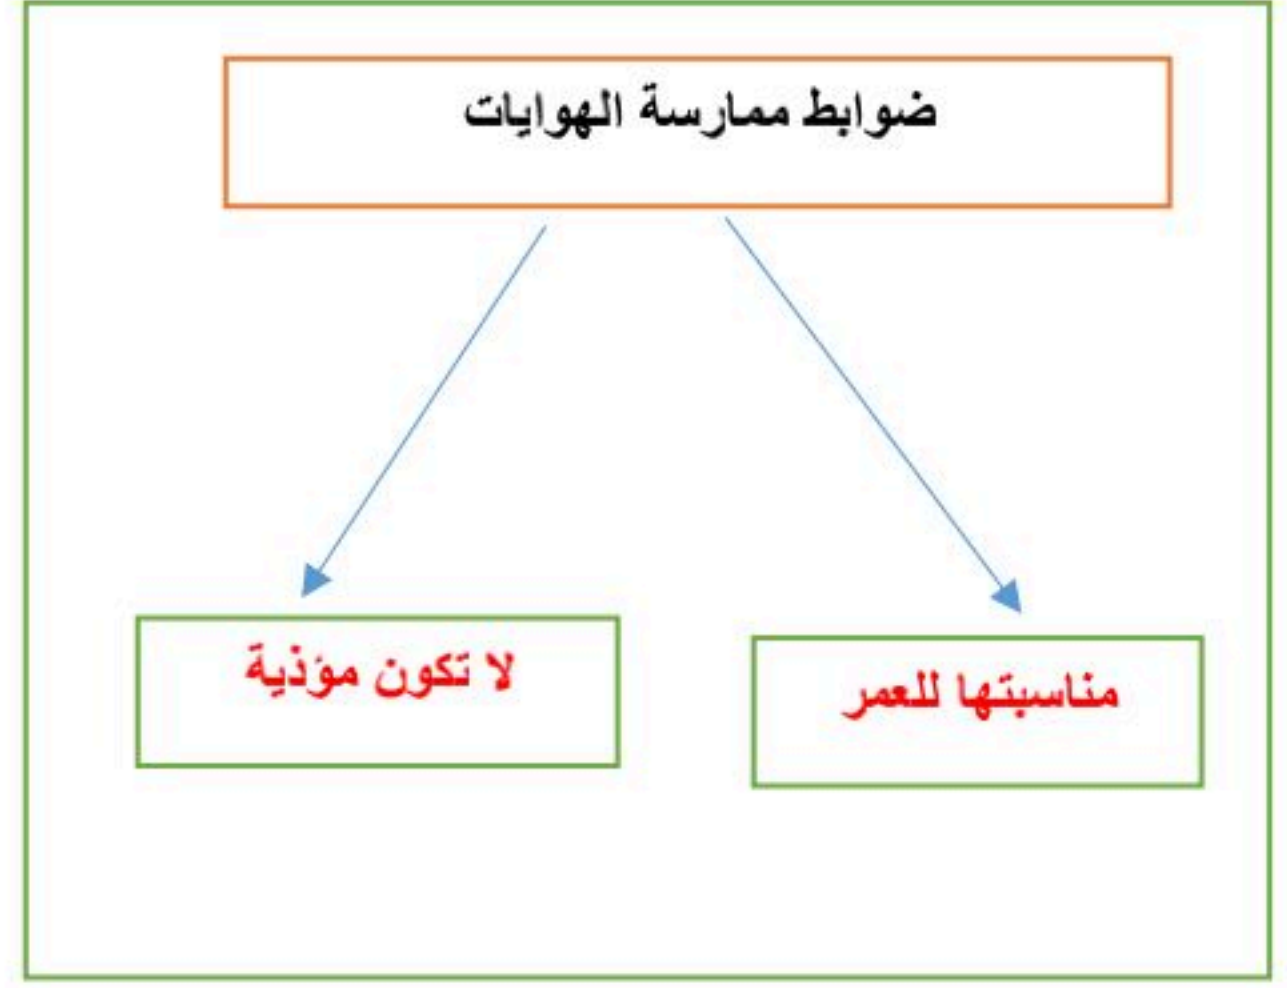 ضوابط ممارسة الهوايات
مناسبتها للعمر
لا تكون مؤذية